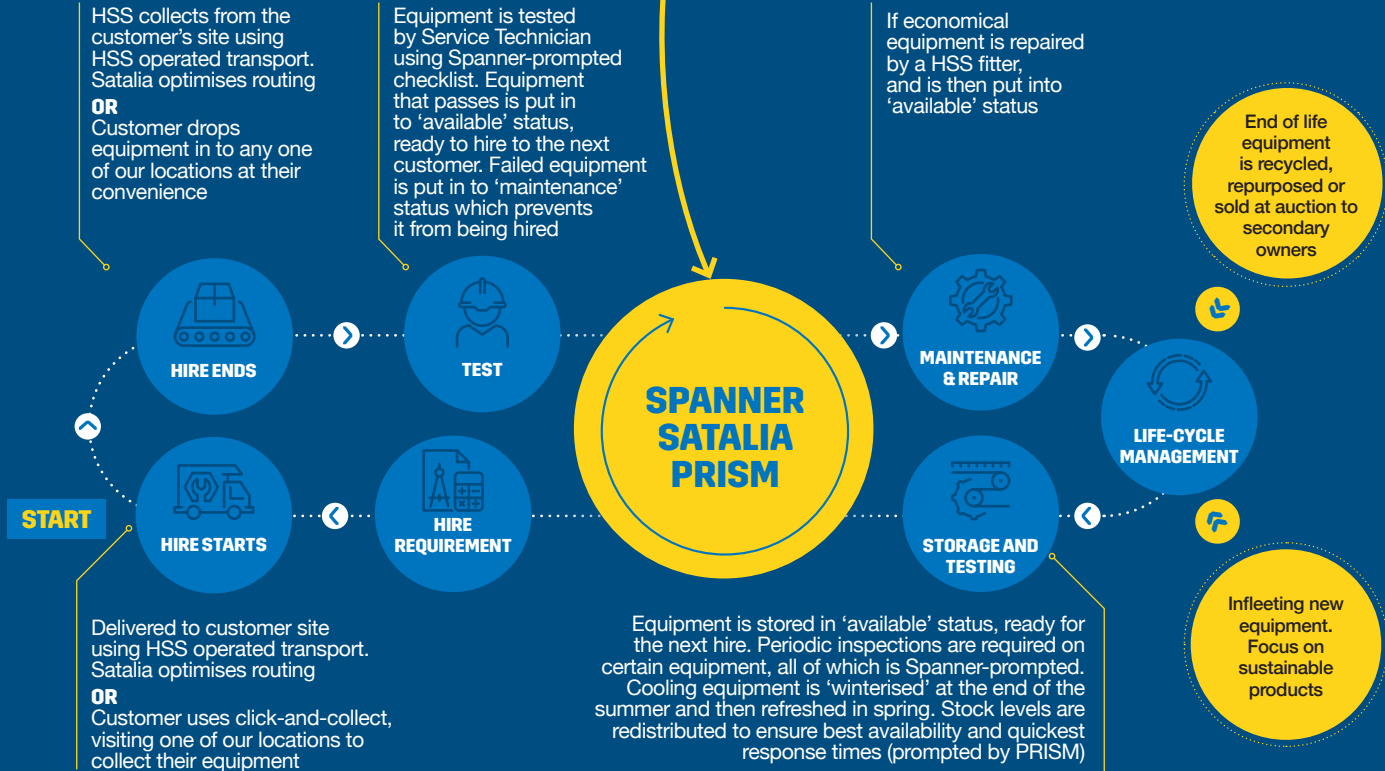 HSS collects from the
customer's site using
HSS operated transport.
Satalia optimises routing
OR
Customer drops
equipment in to any one
of our locations at their
convenience
Equipment is tested
by Service Technician
using Spanner-prompted
checklist. Equipment
that passes is put in
to ‘available’ status,
ready to hire to the next
customer. Failed equipment
is put in to ‘maintenance’
status which prevents
it from being hired
If economical
equipment is repaired
by a HSS fitter,
and is then put into
‘available’ status
End of life
equipment
is recycled,
repurposed or
sold at auction to
secondary
owners
HIRE ENDS
TEST
SPANNER
SATALIA
PRISM
MAINTENANCE
& REPAIR
LIFE-CYCLE
MANAGEMENT
START
HIRE STARTS
HIRE
REQUIREMENT
STORAGE AND
TESTING
Infleeting new
equipment.
Focus on
sustainable
products
Delivered to customer site
using HSS operated transport.
Satalia optimises routing
OR
Customer uses click-and-collect,
visiting one of our locations to
collect their equipment
Equipment is stored in ‘available’ status, ready for
the next hire. Periodic inspections are required on
certain equipment, all of which is Spanner-prompted.
Cooling equipment is ‘winterised’ at the end of the
summer and then refreshed in spring. Stock levels are
redistributed to ensure best availability and quickest
response times (prompted by PRISM)